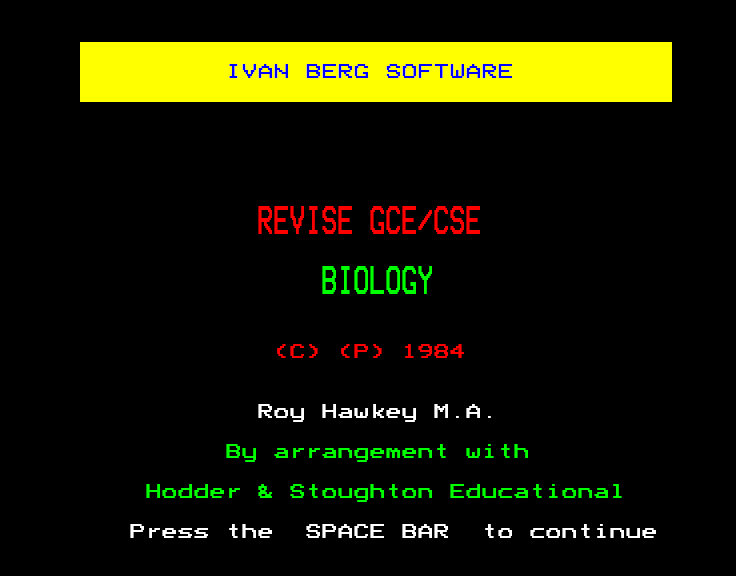 IVAN BERG SOFTWARE
REVISE GCE/CSE
BIOLOGY
(C) (P) 1984
Roy Hawkey M.A.
By arrangement with
Hodder & Stoughton Educational
Press the  SPACE BAR  to continue